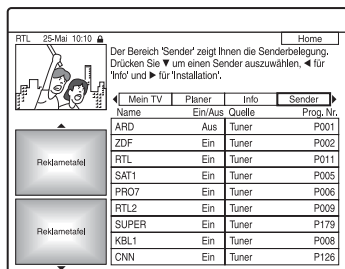 RTL 25-Mai 10:10
Home
Der Bereich 'Sender' zeigt Ihnen die Senderbelegung.
Drücken Sie ▼ um einen Sender auszuwählen, ◀ für
'Info' und ▶ für 'Installation'.
◀ Mein TV Planer Info Sender ▶
Name Ein/Aus Quelle Prog. Nr.
ARD Aus Tuner P001
ZDF Ein Tuner P002
RTL Ein Tuner P011
SAT1 Ein Tuner P005
PRO7 Ein Tuner P006
RTL2 Ein Tuner P009
SUPER Ein Tuner P179
KBL1 Ein Tuner P008
CNN Ein Tuner P126
Reklametafel
Reklametafel